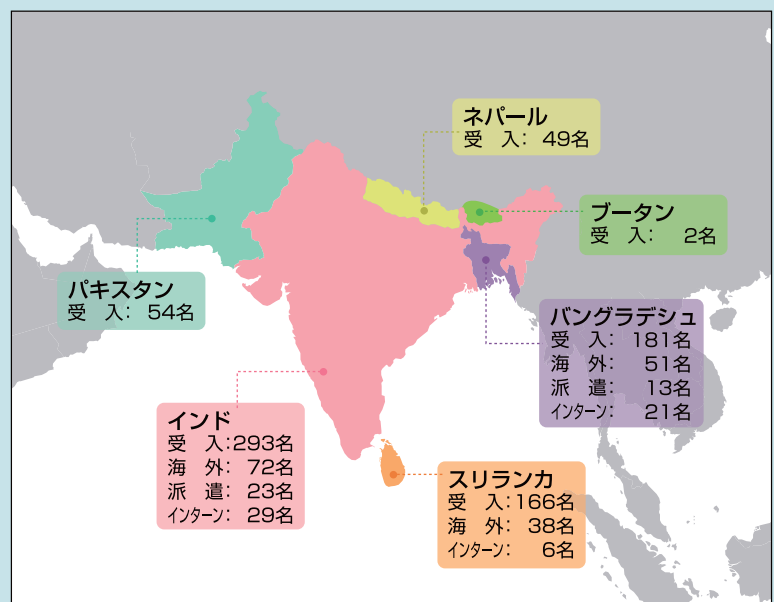 ネパール
受　入： 49名
ブータン
受　入： 2名
パキスタン
受　入： 54名
バングラデシュ
受　入： 181名
海　外： 51名
派　遣： 13名
インターン： 21名
インド
受　入：293名
海　外： 72名
派　遣： 23名
インターン： 29名
スリランカ
受　入：166名
海　外： 38名
インターン： 6名